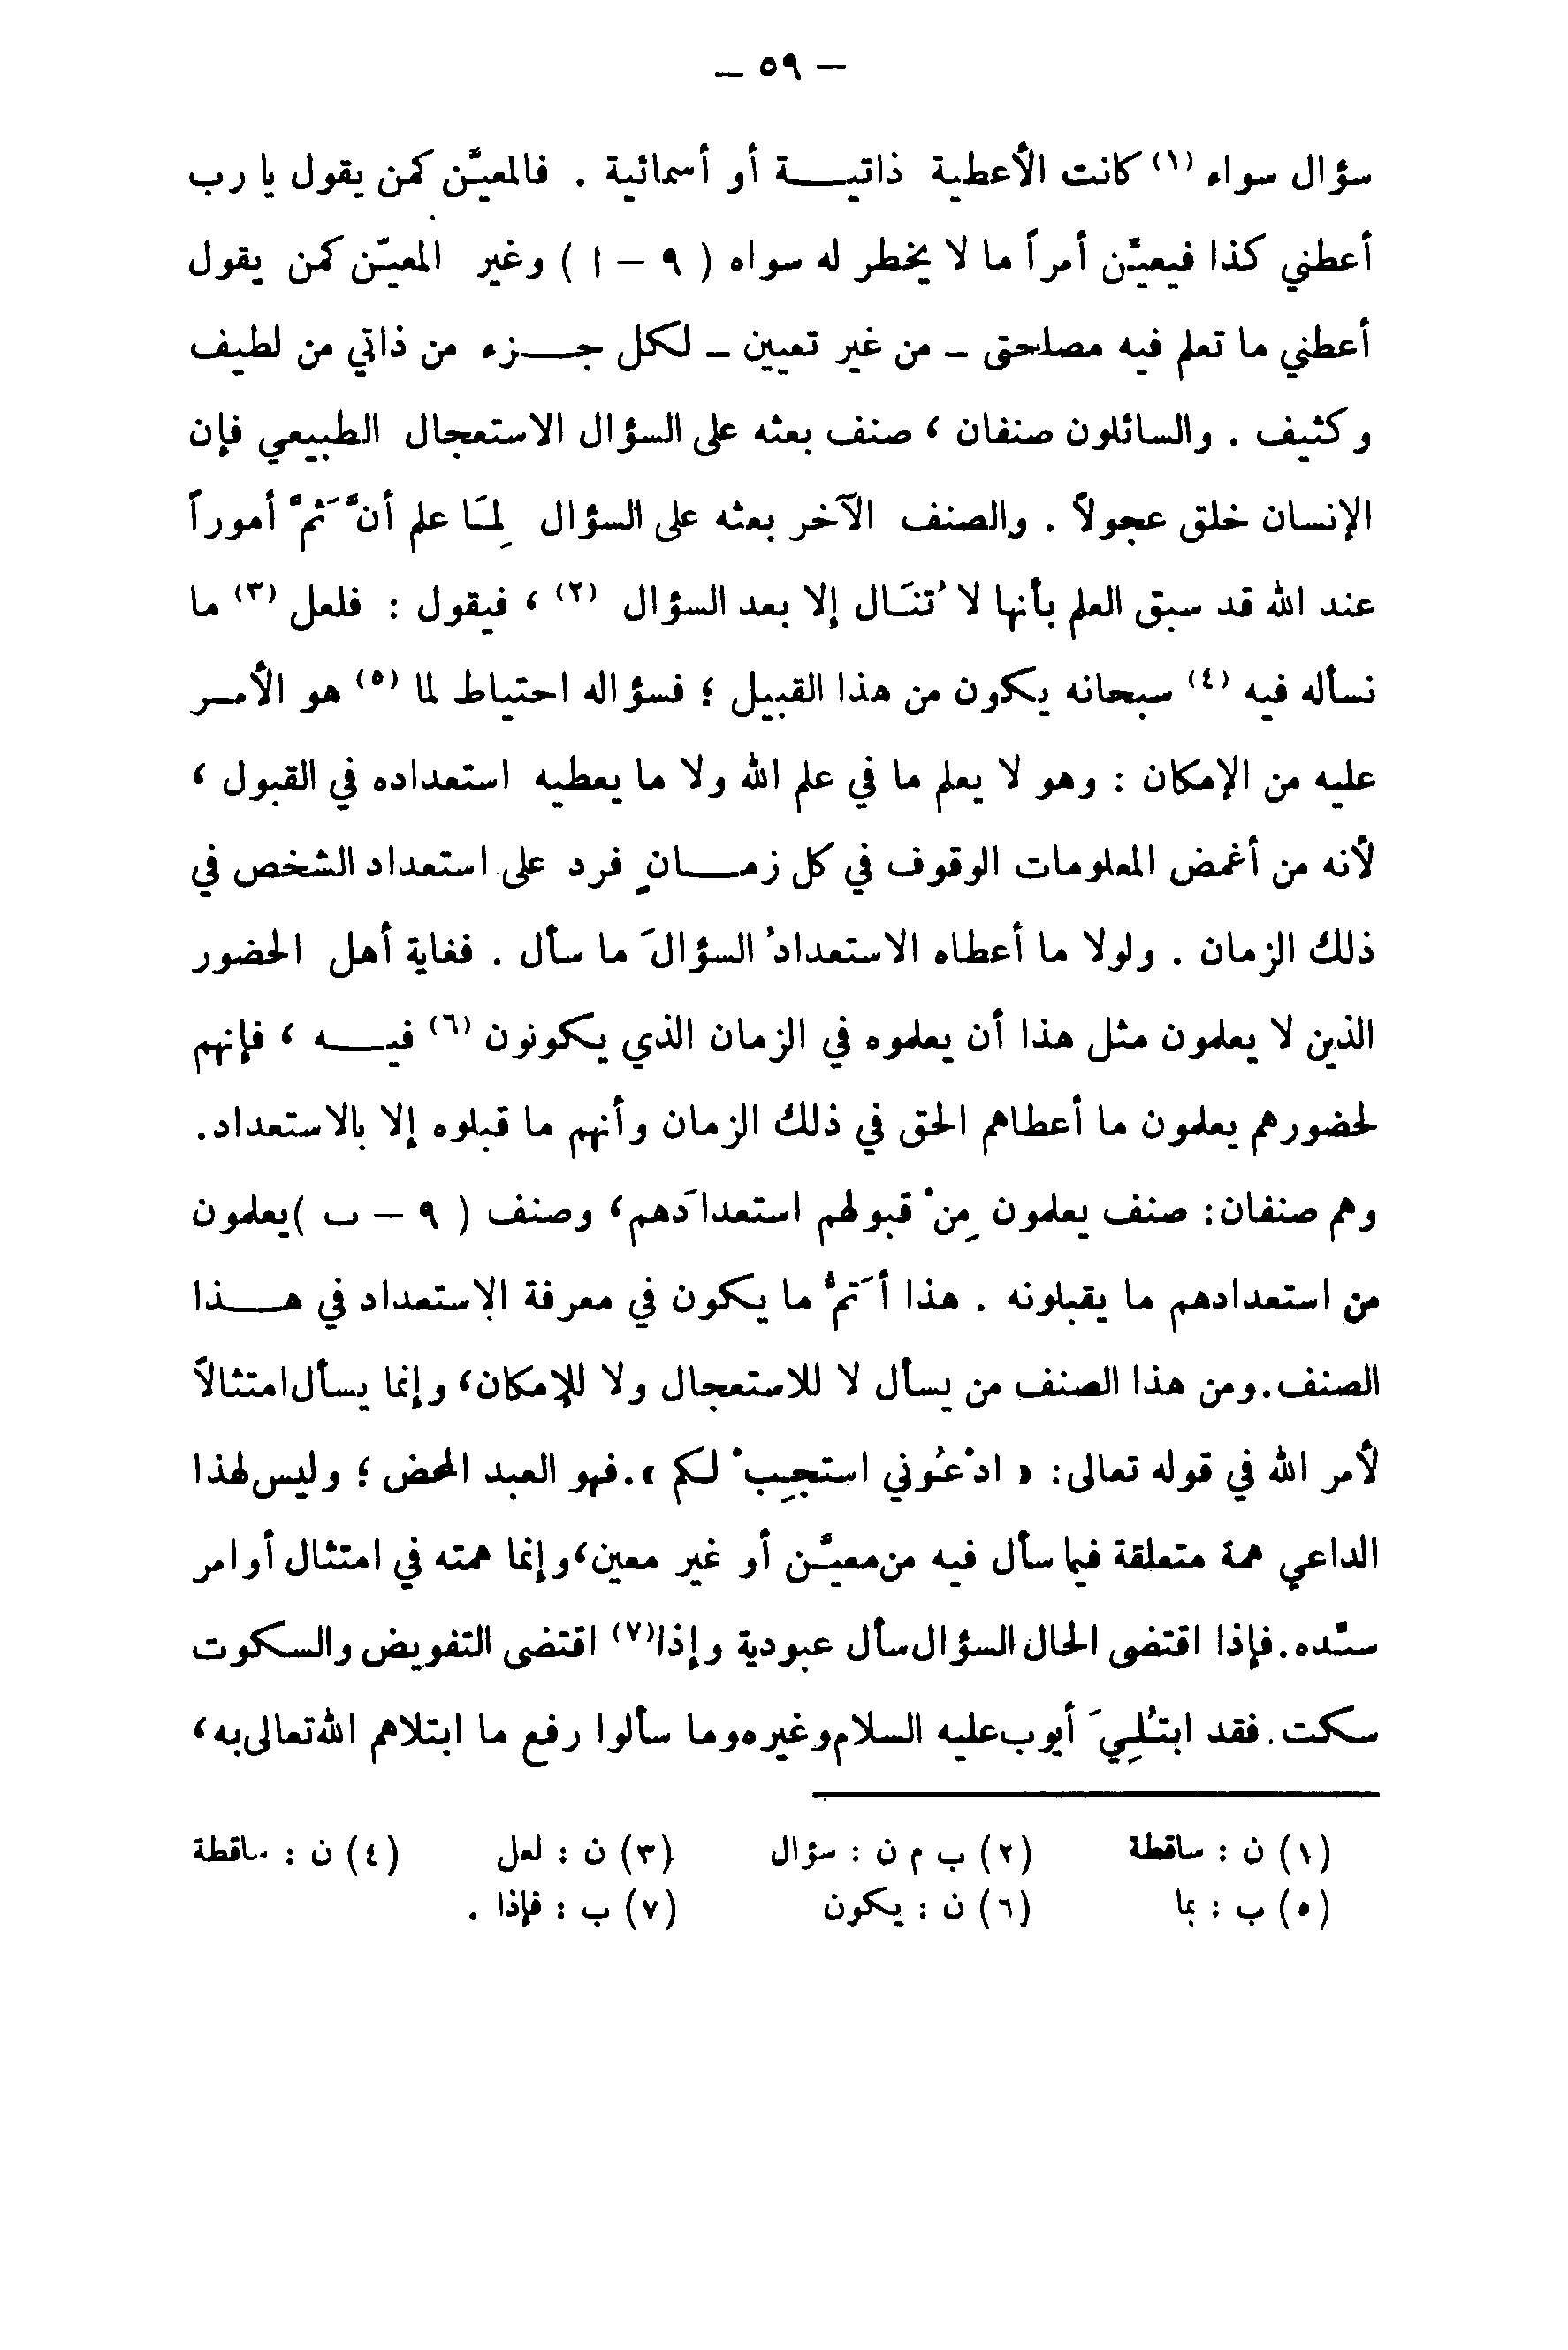 — ٥٩ —
سؤال سواء (١) كانت الأعطية ذاتيـــة أو أسمائية . فالمعيَّن كمن يقول يا رب
أعطني كذا فيعيَّن أمراً ما لا يخطر له سواه ( ٩ – ا ) وغير المعيّن كمن يقول
أعطني ما تعلم فيه مصلحتى – من غير تعيين – لكل جـــزء من ذاتي من لطيف
وكثيف . والسائلون صنفان ، صنف بعثه على السؤال الاستعجال الطبيعي فإن
الإنسان خلق عجولاً . والصنف الآخر بعثه على السؤال لِمَا علم أنَّ ثَمَّ أموراً
عند الله قد سبق العلم بأنها لا تُنَال إلا بعد السؤال (٢) ، فيقول : فلعل (٣) ما
نسأله فيه (٤) سبحانه يكون من هذا القبيل ؛ فسؤاله احتياط لما (٥) هو الأمـر
عليه من الإمكان : وهو لا يعلم ما في علم الله ولا ما يعطيه استعداده في القبول ،
لأنه من أغمض المعلومات الوقوف في كل زمـــانٍ فرد على استعداد الشخص في
ذلك الزمان . ولولا ما أعطاه الاستعدادُ السؤالَ ما سأل . فغاية أهل الحضور
الذين لا يعلمون مثل هذا أن يعلموه في الزمان الذي يكونون (٦) فيـــه ، فإنهم
لحضورهم يعلمون ما أعطاهم الحق في ذلك الزمان وأنهم ما قبلوه إلا بالاستعداد.
وهم صنفان: صنف يعلمون مِنْ قبولهم استعدادَهم، وصنف ( ٩ – ب )يعلمون
من استعدادهم ما يقبلونه . هذا أَتمُّ ما يكون في معرفة الإستعداد في هـــذا
الصنف.ومن هذا الصنف من يسأل لا للاستعجال ولا للإمكان، وإنما يسأل امتثالاً
لأمر الله في قوله تعالى: « ادْعُوني استجِبْ لكم ».فهو العبد المحض ؛ وليس لهذا
الداعي همة متعلقة فيما سأل فيه من معيَّن أو غير معين،وإنما همته في امتثال أوامر
سيّده.فإذا اقتضى الحال السؤال سأل عبودية وإذا(٧) اقتضى التفويض والسكوت
سكت. فقد ابتُلِيَ أيوب عليه السلام وغيره وما سألوا رفع ما ابتلاهم الله تعالى به،
(١) ن : ساقطة (٢) ب م ن : سؤال (٣) ن : لعل (٤) ن : ساقطة
(٥) ب : بما (٦) ن : يكون (٧) ب : فإذا .